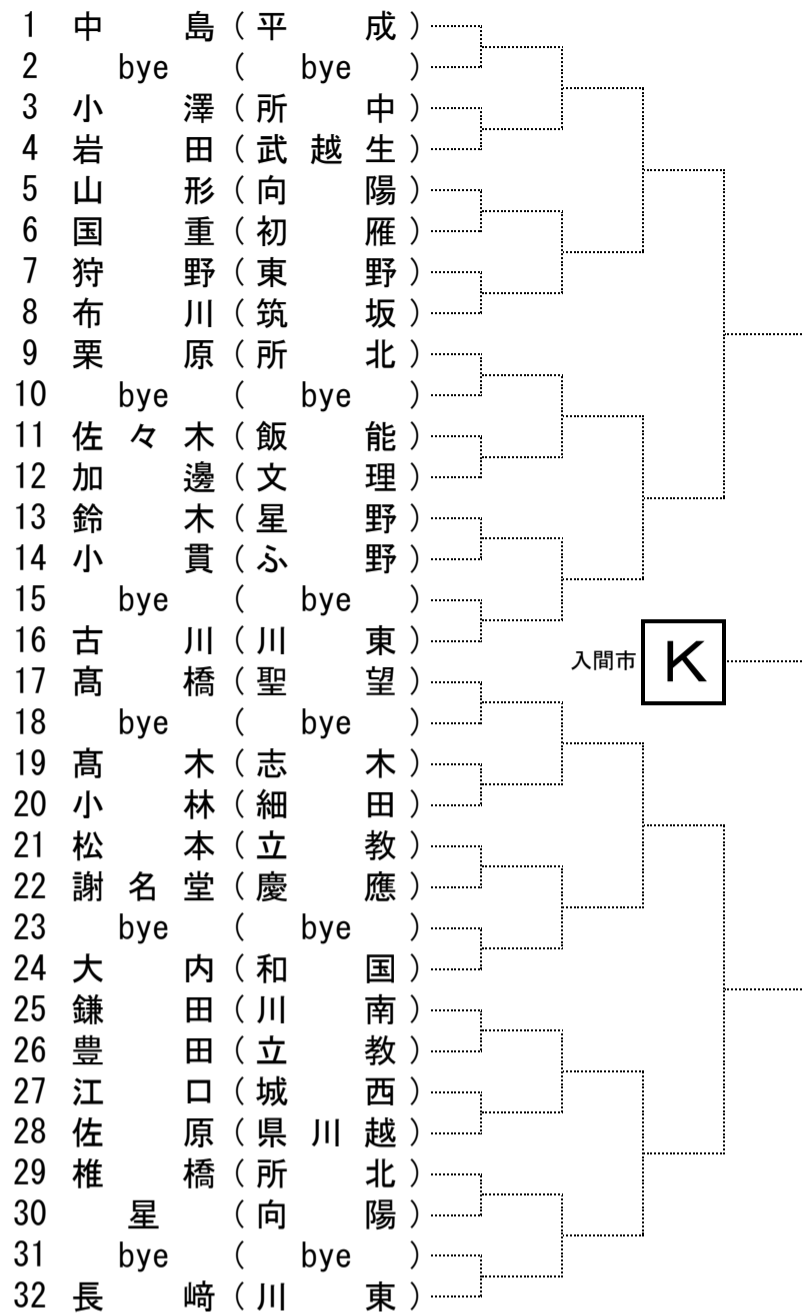 1 中島(平成)
2 bye(bye)
3 小澤(所中)
4 岩田(武越生)
5 山形(向陽)
6 国重(初雁)
7 狩野(東野)
8 布川(筑坂)
9 栗原(所北)
10 bye(bye)
11 佐々木(飯能)
12 加邊(文理)
13 鈴木(星野)
14 小貫(ふ野)
15 bye(bye)
16 古川(川東)
入間市 K
17 髙橋(聖望)
18 bye(bye)
19 髙木(志木)
20 小林(細田)
21 松本(立教)
22 謝名堂(慶應)
23 bye(bye)
24 大内(和国)
25 鎌田(川南)
26 豊田(立教)
27 江口(城西)
28 佐原(県川越)
29 椎橋(所北)
30 星(向陽)
31 bye(bye)
32 長﨑(川東)